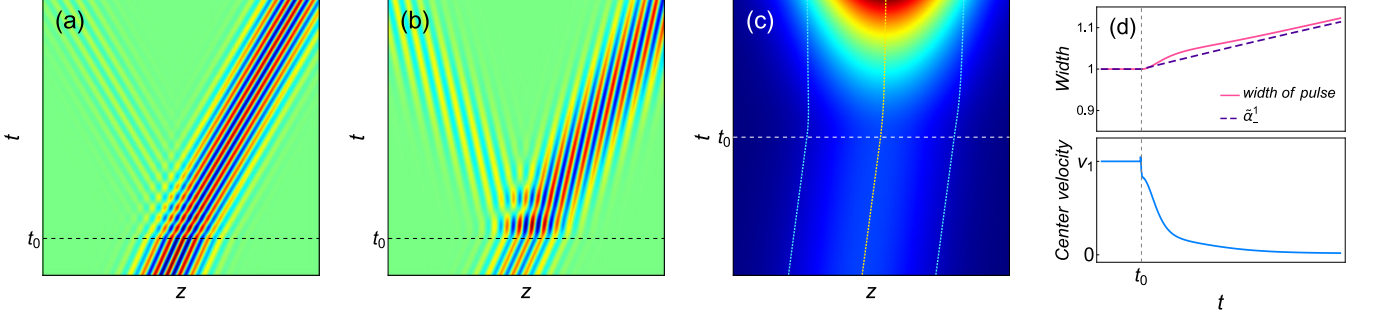 (a)
t
t0
z
(b)
t
t0
z
(c)
t
t0
z
(d)
Width
1.1
1
0.9
width of pulse
α̃₋¹
Center velocity
v1
0
t0
t